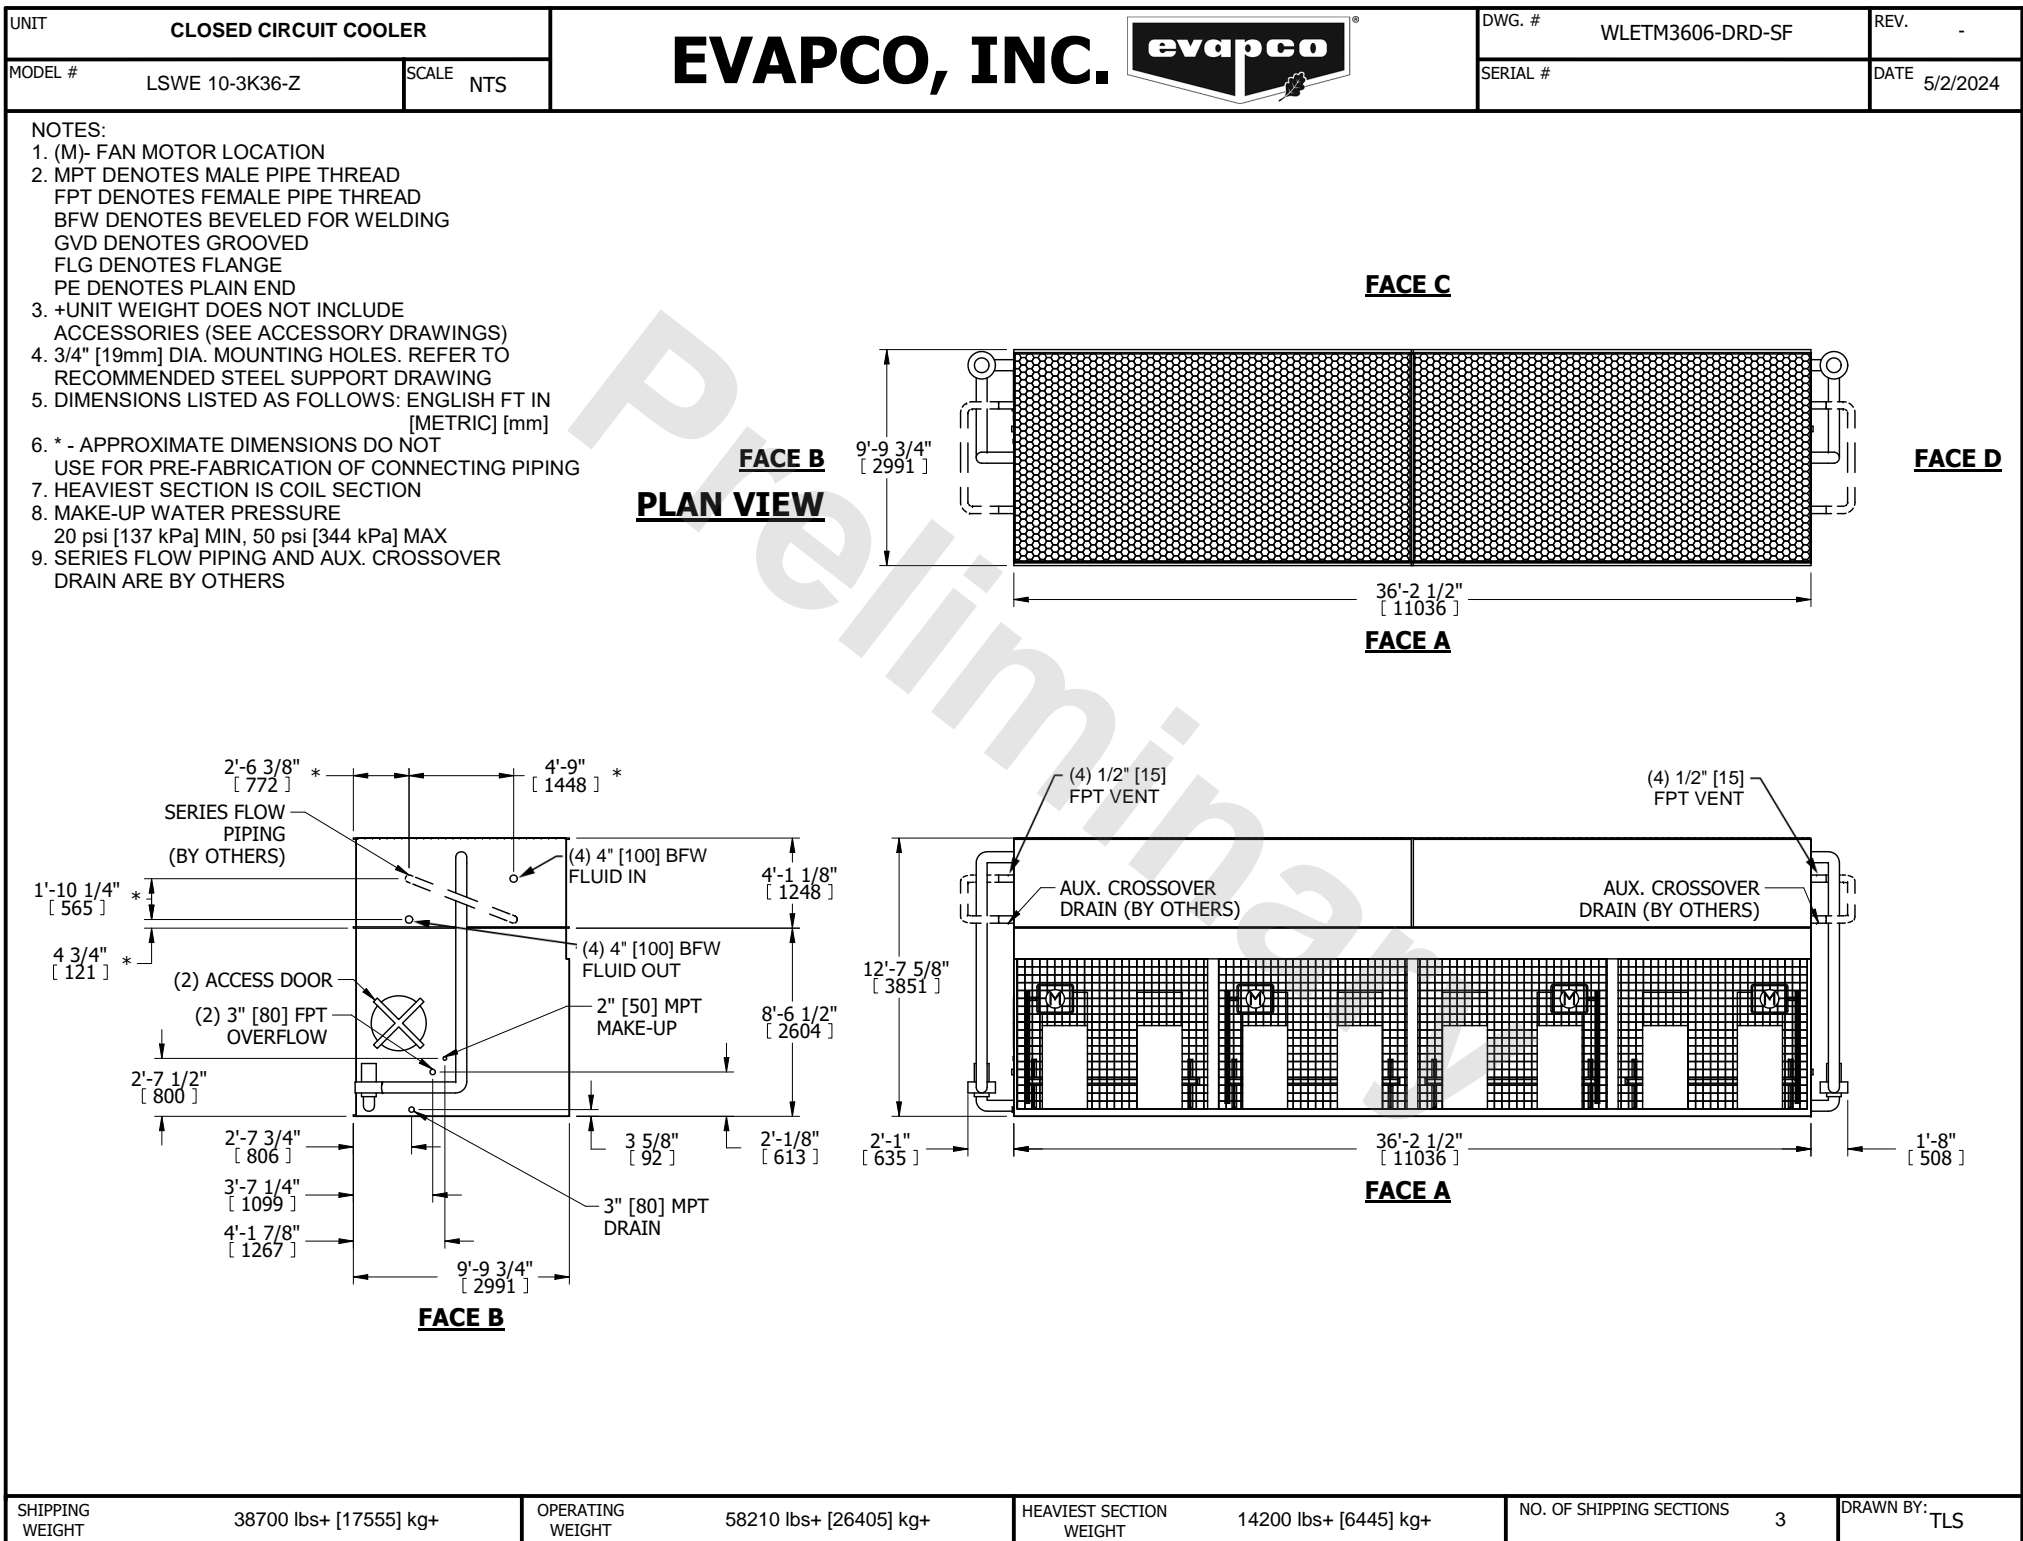 UNIT
CLOSED CIRCUIT COOLER
MODEL #
LSWE 10-3K36-Z
SCALE
NTS
EVAPCO, INC.
evapco
®
DWG. #
WLETM3606-DRD-SF
REV.
-
SERIAL #
DATE
5/2/2024
NOTES:
1. (M)- FAN MOTOR LOCATION
2. MPT DENOTES MALE PIPE THREAD
FPT DENOTES FEMALE PIPE THREAD
BFW DENOTES BEVELED FOR WELDING
GVD DENOTES GROOVED
FLG DENOTES FLANGE
PE DENOTES PLAIN END
3. +UNIT WEIGHT DOES NOT INCLUDE
ACCESSORIES (SEE ACCESSORY DRAWINGS)
4. 3/4" [19mm] DIA. MOUNTING HOLES. REFER TO
RECOMMENDED STEEL SUPPORT DRAWING
5. DIMENSIONS LISTED AS FOLLOWS: ENGLISH FT IN
[METRIC] [mm]
6. * - APPROXIMATE DIMENSIONS DO NOT
USE FOR PRE-FABRICATION OF CONNECTING PIPING
7. HEAVIEST SECTION IS COIL SECTION
8. MAKE-UP WATER PRESSURE
20 psi [137 kPa] MIN, 50 psi [344 kPa] MAX
9. SERIES FLOW PIPING AND AUX. CROSSOVER
DRAIN ARE BY OTHERS
Preliminary
FACE C
FACE B
PLAN VIEW
9'-9 3/4"
[ 2991 ]
FACE D
36'-2 1/2"
[ 11036 ]
FACE A
2'-6 3/8" *
[ 772 ]
4'-9" *
[ 1448 ]
SERIES FLOW
PIPING
(BY OTHERS)
(4) 4" [100] BFW
FLUID IN
4'-1 1/8"
[ 1248 ]
1'-10 1/4" *
[ 565 ]
4 3/4" *
[ 121 ]
(4) 4" [100] BFW
FLUID OUT
(2) ACCESS DOOR
(2) 3" [80] FPT
OVERFLOW
2" [50] MPT
MAKE-UP
8'-6 1/2"
[ 2604 ]
2'-7 1/2"
[ 800 ]
2'-7 3/4"
[ 806 ]
3 5/8"
[ 92 ]
2'-1/8"
[ 613 ]
3'-7 1/4"
[ 1099 ]
3" [80] MPT
DRAIN
4'-1 7/8"
[ 1267 ]
9'-9 3/4"
[ 2991 ]
FACE B
(4) 1/2" [15]
FPT VENT
(4) 1/2" [15]
FPT VENT
AUX. CROSSOVER
DRAIN (BY OTHERS)
AUX. CROSSOVER
DRAIN (BY OTHERS)
12'-7 5/8"
[ 3851 ]
M M M M
2'-1"
[ 635 ]
36'-2 1/2"
[ 11036 ]
1'-8"
[ 508 ]
FACE A
SHIPPING
WEIGHT
38700 lbs+ [17555] kg+
OPERATING
WEIGHT
58210 lbs+ [26405] kg+
HEAVIEST SECTION
WEIGHT
14200 lbs+ [6445] kg+
NO. OF SHIPPING SECTIONS
3
DRAWN BY:
TLS